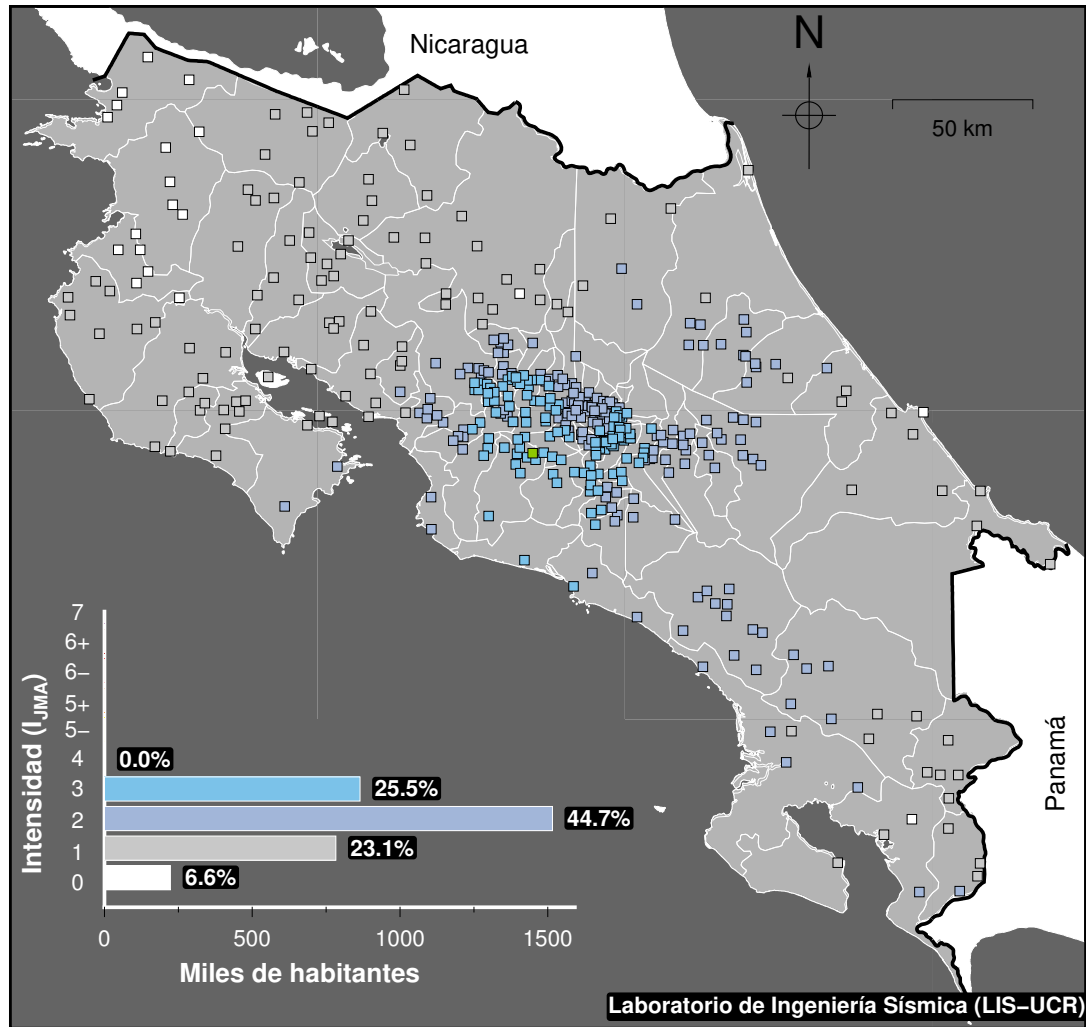 Nicaragua
N
50 km
Panamá
Intensidad (I_JMA)
7
6+
6−
5+
5−
4
3
2
1
0
0.0%
25.5%
44.7%
23.1%
6.6%
0 500 1000 1500
Miles de habitantes
Laboratorio de Ingeniería Sísmica (LIS−UCR)